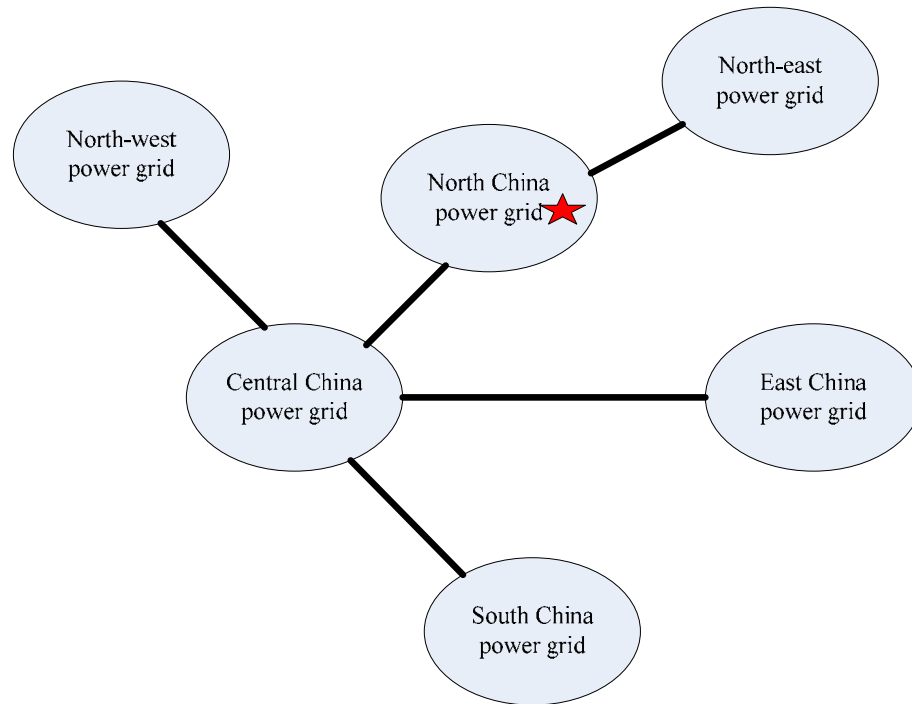 North-east
power grid
North-west
power grid
North China
power grid
Central China
power grid
East China
power grid
South China
power grid